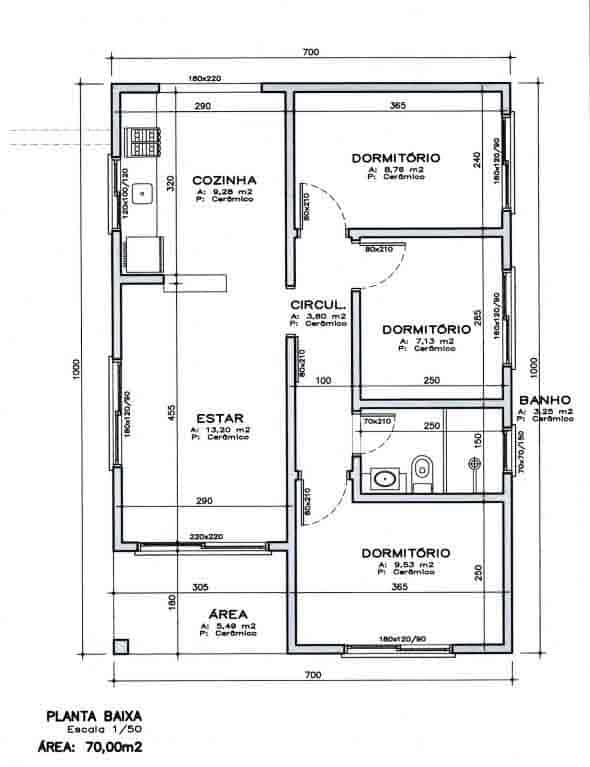 700
180x220
290
365
COZINHA
A: 9,28 m2
P: Cerâmico
320
120x100/120
DORMITÓRIO
A: 8,76 m2
P: Cerâmico
240
180x120/90
80x210
80x210
CIRCUL.
A: 3,80 m2
P: Cerâmico
DORMITÓRIO
A: 7,13 m2
P: Cerâmico
285
180x120/90
1000
1000
80x210
100
250
ESTAR
A: 13,20 m2
P: Cerâmico
455
180x120/90
BANHO
A: 3,25 m2
P: Cerâmico
70x210
250
150
70x70/150
290
80x210
220x220
DORMITÓRIO
A: 9,53 m2
P: Cerâmico
250
305
365
180
ÁREA
A: 5,49 m2
P: Cerâmico
180x120/90
700
PLANTA BAIXA
Escala 1/50
ÁREA: 70,00m2